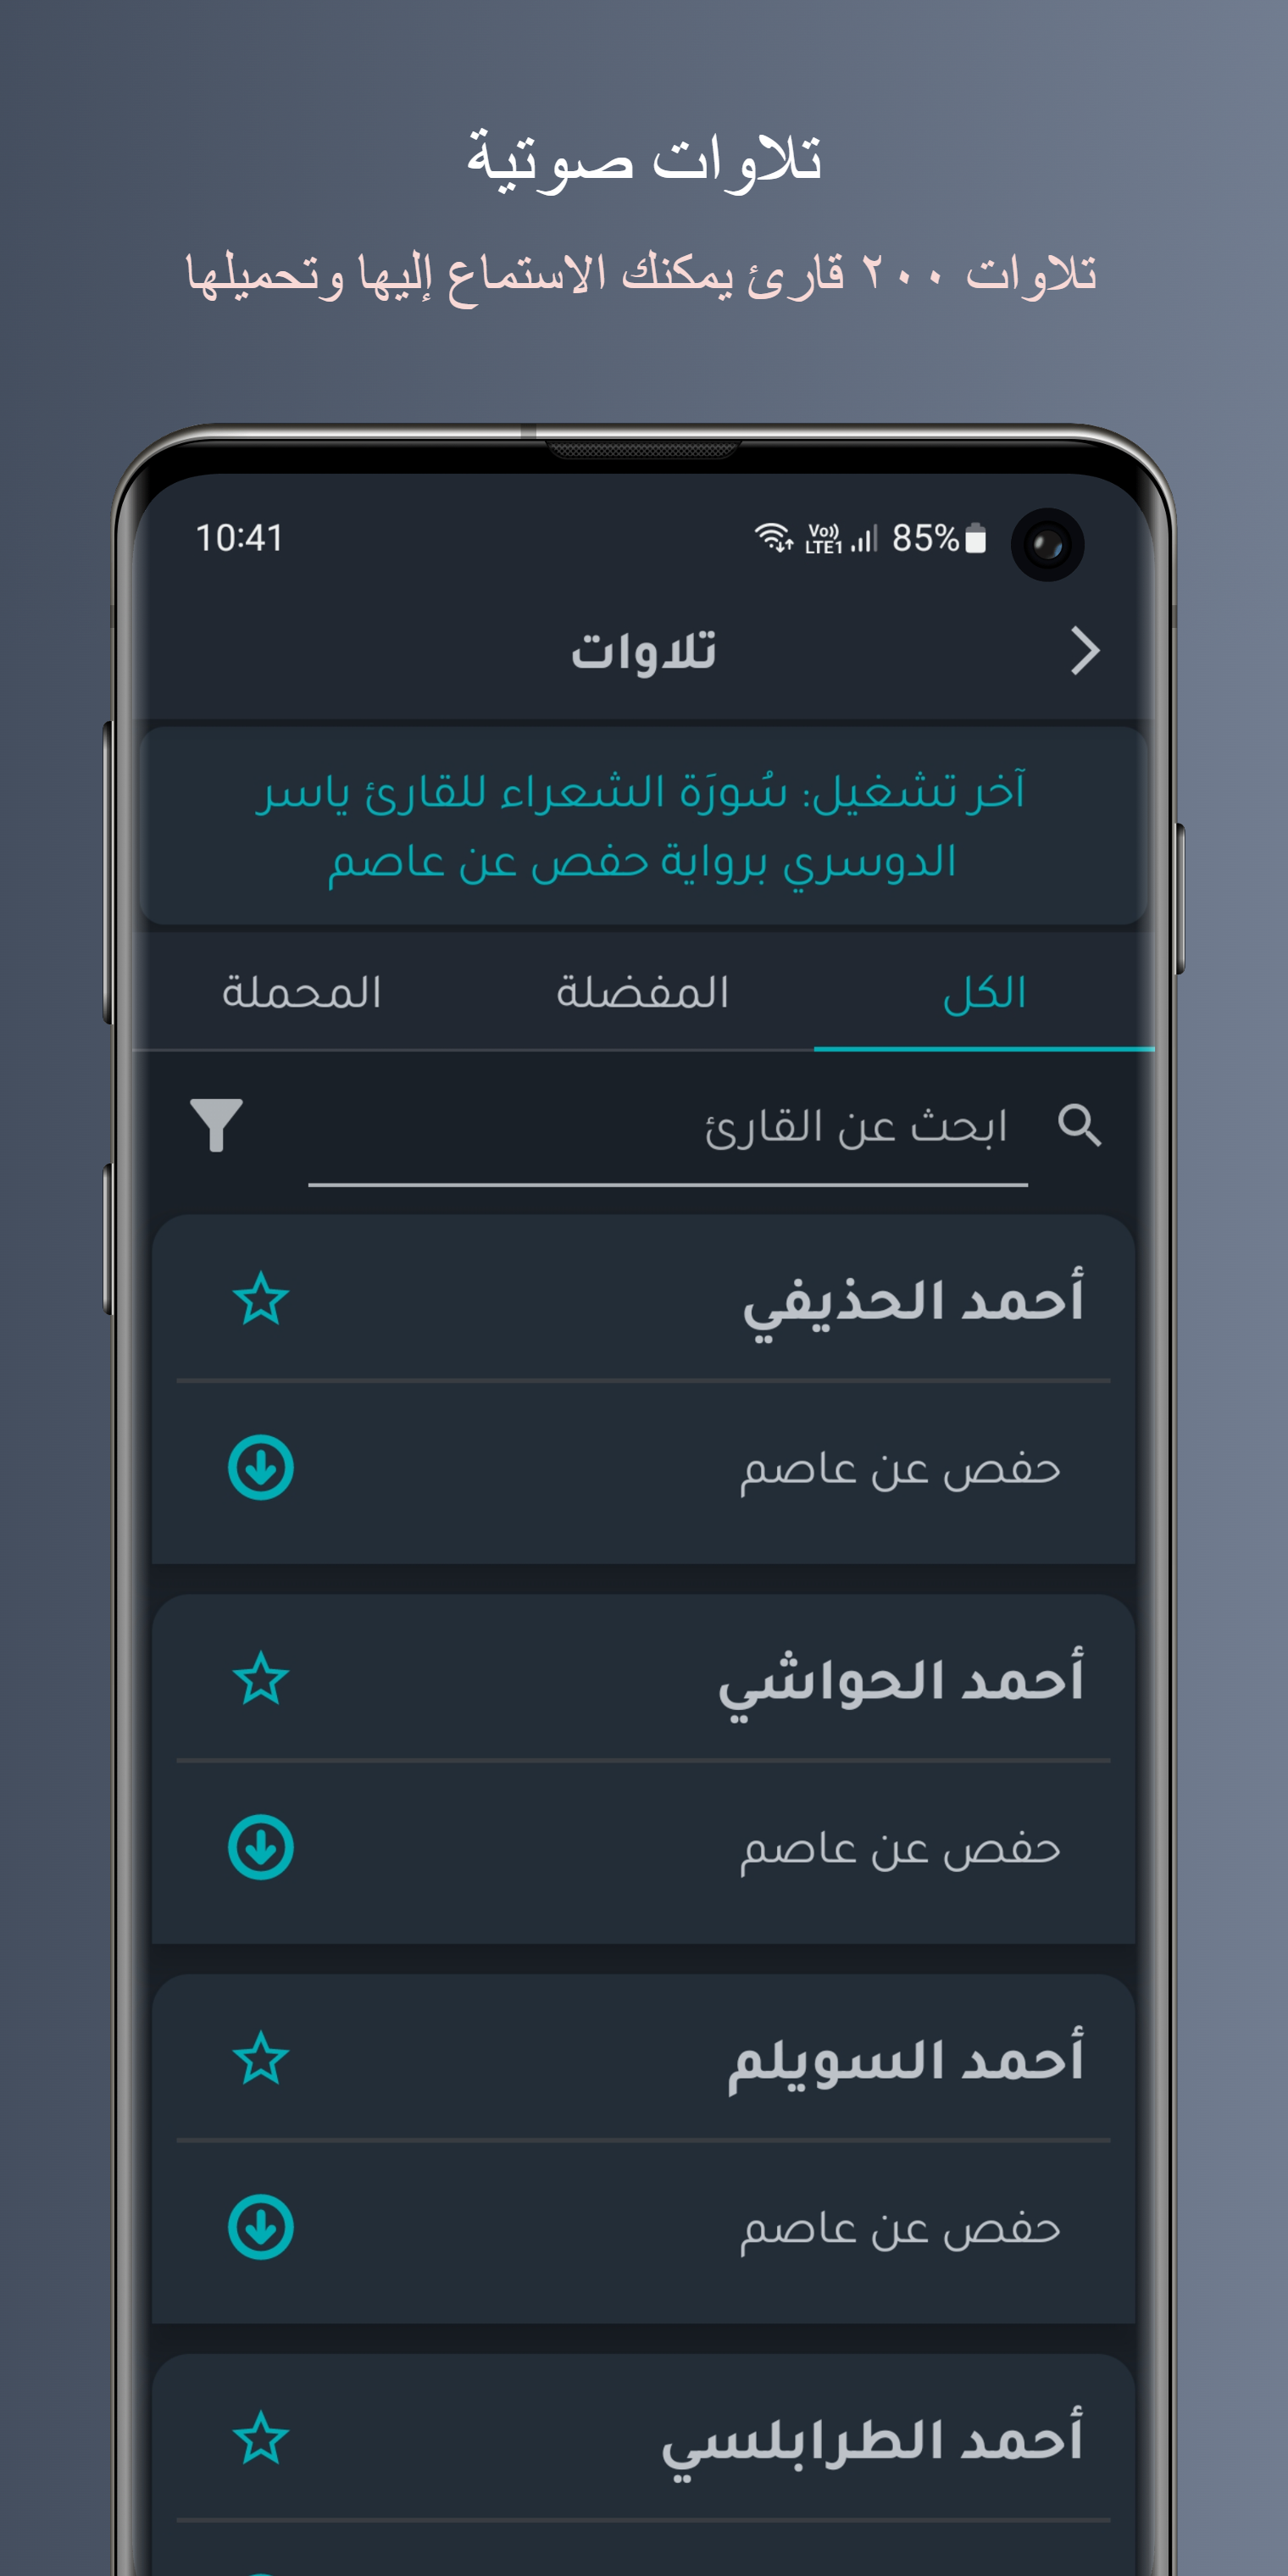 تلاوات صوتية
تلاوات ٢٠٠ قارئ يمكنك الاستماع إليها وتحميلها
10:41 Vo)) LTE1 85%
تلاوات
آخر تشغيل: سُورَة الشعراء للقارئ ياسر
الدوسري برواية حفص عن عاصم
الكل المفضلة المحملة
ابحث عن القارئ
أحمد الحذيفي
حفص عن عاصم
أحمد الحواشي
حفص عن عاصم
أحمد السويلم
حفص عن عاصم
أحمد الطرابلسي